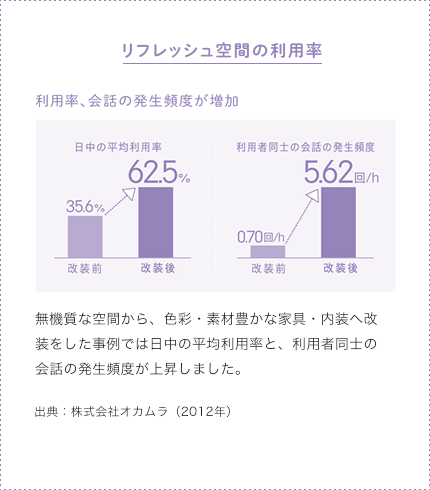 リフレッシュ空間の利用率
利用率、会話の発生頻度が増加
日中の平均利用率
62.5%
35.6%
改装前
改装後
利用者同士の会話の発生頻度
5.62回/h
0.70回/h
改装前
改装後
無機質な空間から、色彩・素材豊かな家具・内装へ改
装をした事例では日中の平均利用率と、利用者同士の
会話の発生頻度が上昇しました。
出典：株式会社オカムラ（2012年）